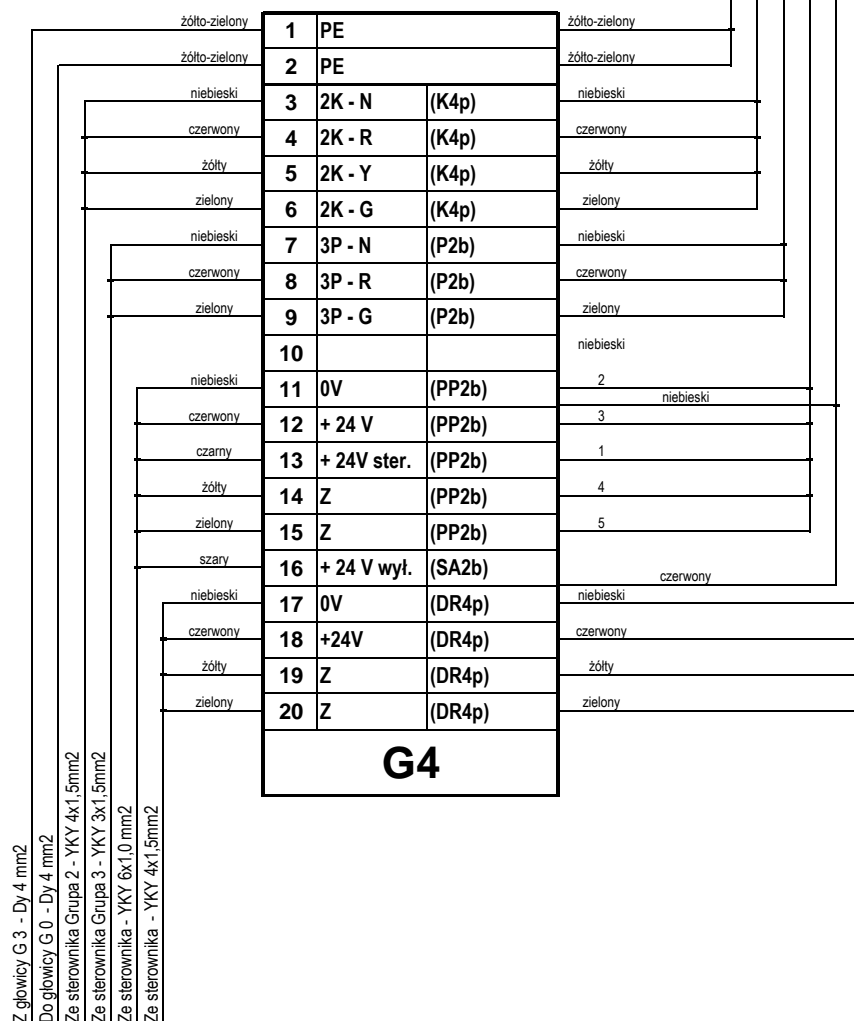 żółto-zielony 1 PE żółto-zielony
żółto-zielony 2 PE żółto-zielony
niebieski 3 2K - N (K4p) niebieski
czerwony 4 2K - R (K4p) czerwony
żółty 5 2K - Y (K4p) żółty
zielony 6 2K - G (K4p) zielony
niebieski 7 3P - N (P2b) niebieski
czerwony 8 3P - R (P2b) czerwony
zielony 9 3P - G (P2b) zielony
10 niebieski
niebieski 11 0V (PP2b) 2
niebieski
czerwony 12 + 24 V (PP2b) 3
czarny 13 + 24V ster. (PP2b) 1
żółty 14 Z (PP2b) 4
zielony 15 Z (PP2b) 5
szary 16 + 24 V wył. (SA2b) czerwony
niebieski 17 0V (DR4p) niebieski
czerwony 18 +24V (DR4p) czerwony
żółty 19 Z (DR4p) żółty
zielony 20 Z (DR4p) zielony
G4
Z głowicy G 3 - Dy 4 mm2
Do głowicy G 0 - Dy 4 mm2
Ze sterownika Grupa 2 - YKY 4x1,5mm2
Ze sterownika Grupa 3 - YKY 3x1,5mm2
Ze sterownika - YKY 6x1,0 mm2
Ze sterownika - YKY 4x1,5mm2